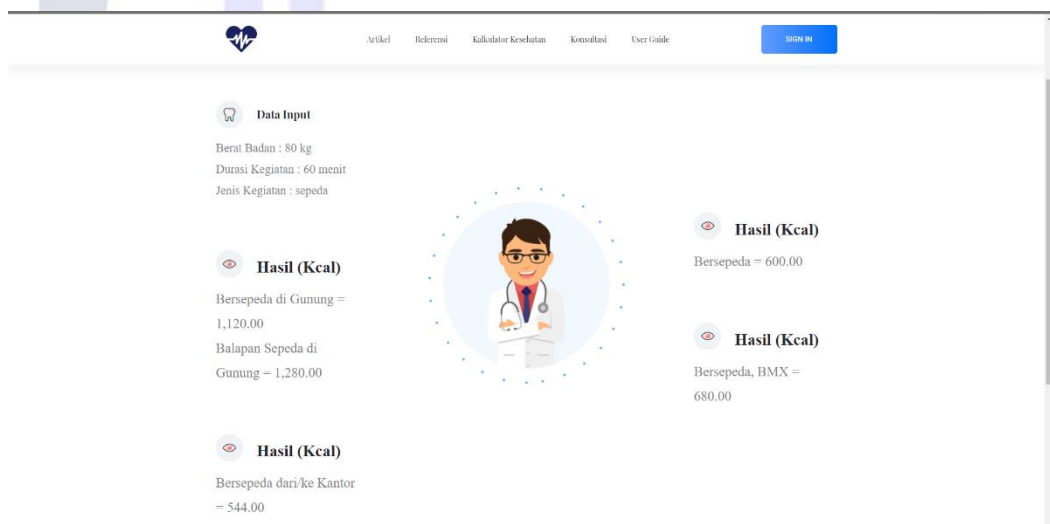 Artikel Referensi Kalkulator Kesehatan Konsultasi User Guide SIGN IN
Data Input
Berat Badan : 80 kg
Durasi Kegiatan : 60 menit
Jenis Kegiatan : sepeda
Hasil (Kcal)
Bersepeda di Gunung =
1,120.00
Balapan Sepeda di
Gunung = 1,280.00
Hasil (Kcal)
Bersepeda dari/ke Kantor
= 544.00
Hasil (Kcal)
Bersepeda = 600.00
Hasil (Kcal)
Bersepeda, BMX =
680.00